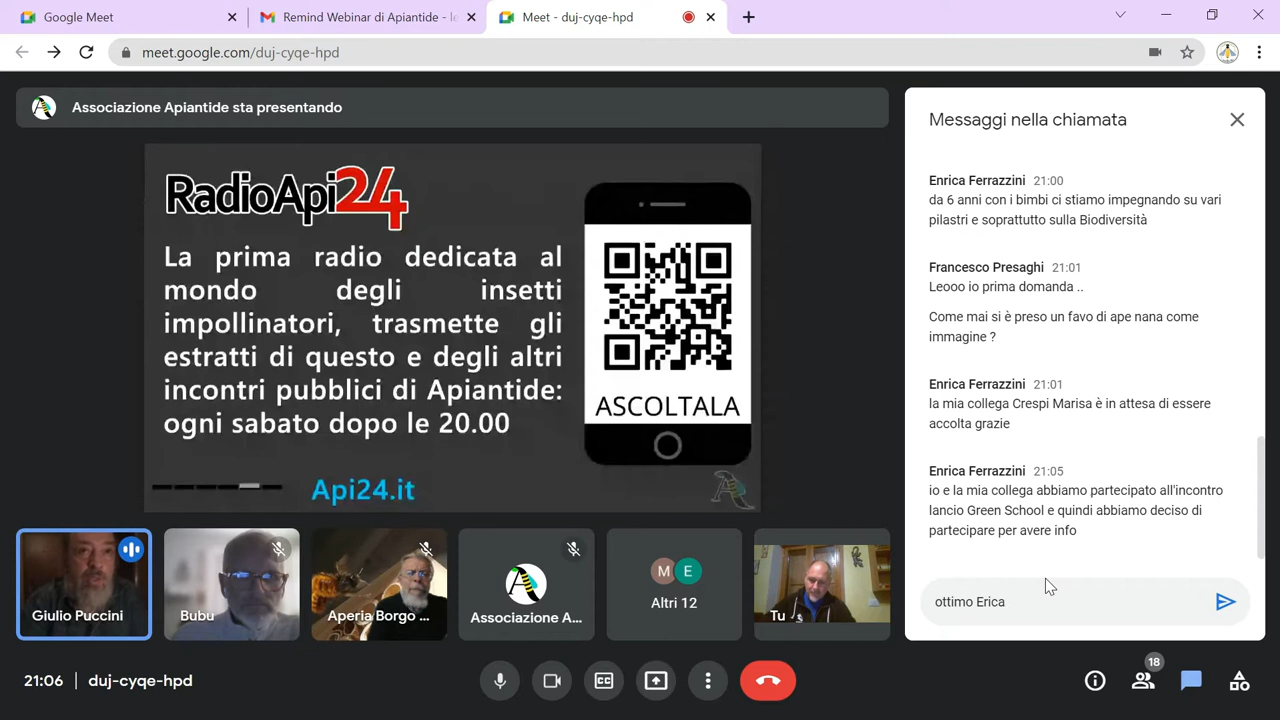 Google Meet
Remind Webinar di Apiantide - le
Meet - duj-cyqe-hpd
meet.google.com/duj-cyqe-hpd
Associazione Apiantide sta presentando
RadioApi24
La prima radio dedicata al
mondo degli insetti
impollinatori, trasmette gli
estratti di questo e degli altri
incontri pubblici di Apiantide:
ogni sabato dopo le 20.00
Api24.it
ASCOLTALA
Giulio Puccini
Bubu
Aperia Borgo ...
Associazione A...
M E
Altri 12
Tu
Messaggi nella chiamata
Enrica Ferrazzini 21:00
da 6 anni con i bimbi ci stiamo impegnando su vari
pilastri e soprattutto sulla Biodiversità
Francesco Presaghi 21:01
Leooo io prima domanda ..
Come mai si è preso un favo di ape nana come
immagine ?
Enrica Ferrazzini 21:01
la mia collega Crespi Marisa è in attesa di essere
accolta grazie
Enrica Ferrazzini 21:05
io e la mia collega abbiamo partecipato all'incontro
lancio Green School e quindi abbiamo deciso di
partecipare per avere info
ottimo Erica
21:06 | duj-cyqe-hpd
CC
18